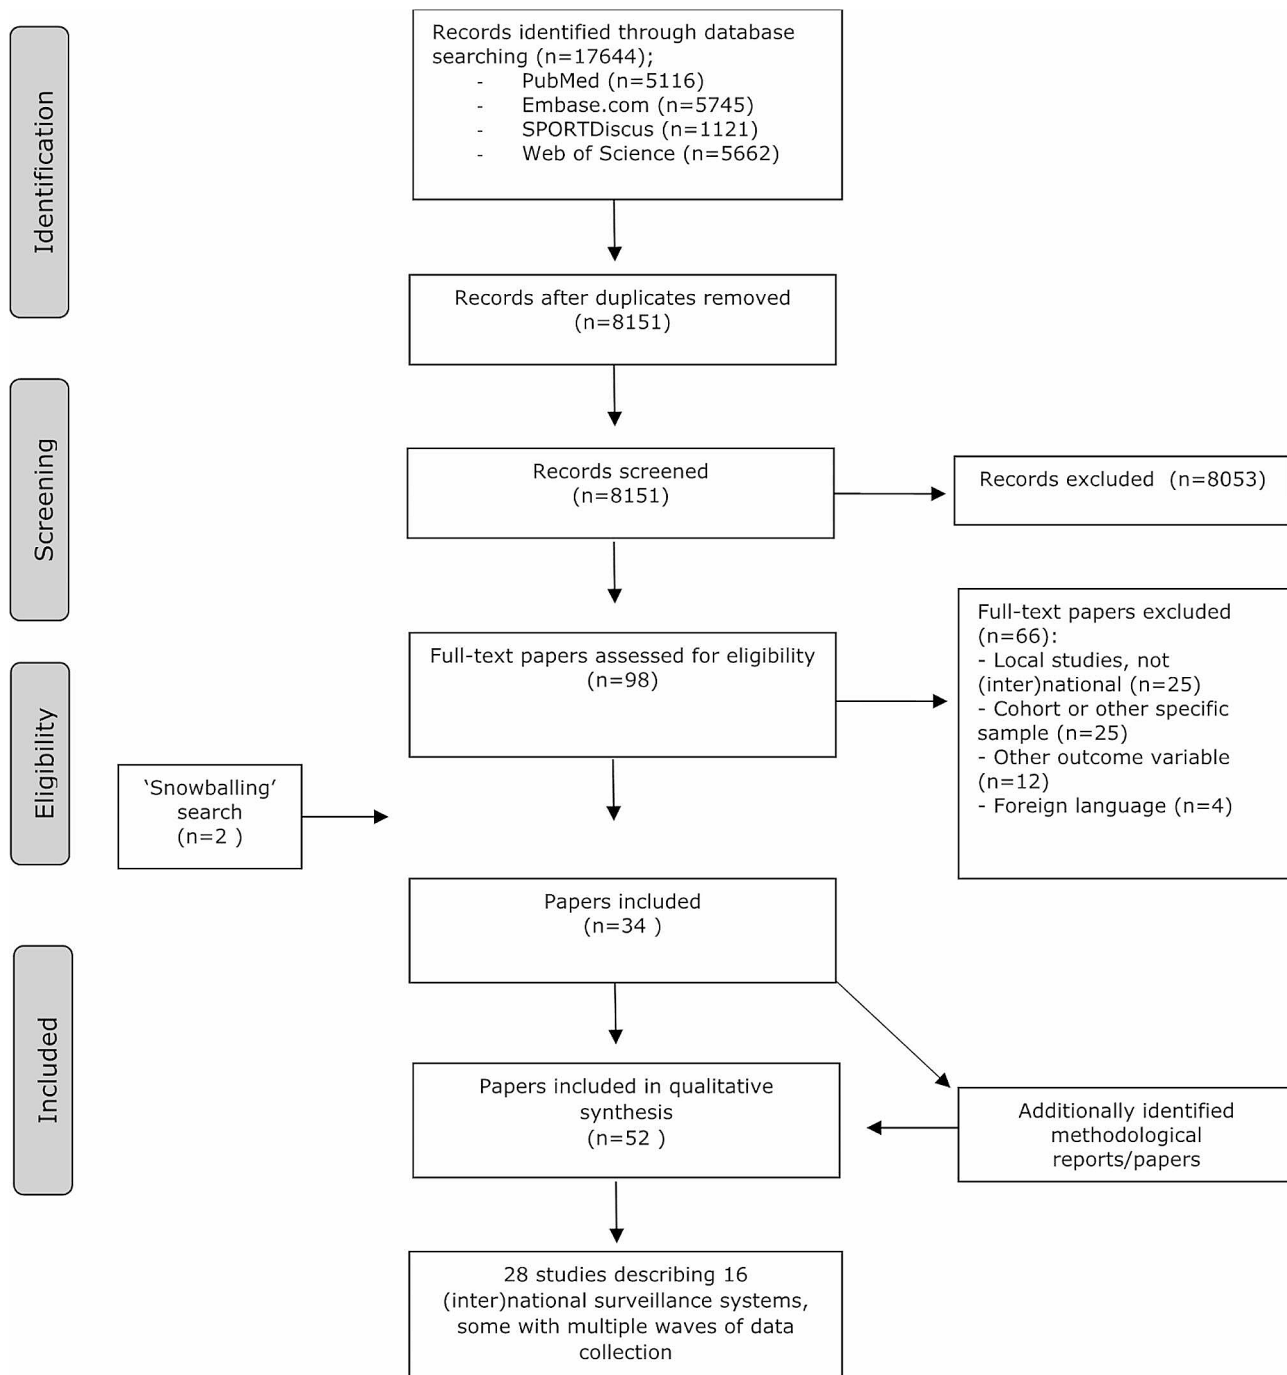 Identification
Records identified through database
searching (n=17644);
- PubMed (n=5116)
- Embase.com (n=5745)
- SPORTDiscus (n=1121)
- Web of Science (n=5662)
Records after duplicates removed
(n=8151)
Screening
Records screened
(n=8151)
Records excluded (n=8053)
Eligibility
Full-text papers assessed for eligibility
(n=98)
Full-text papers excluded
(n=66):
- Local studies, not
(inter)national (n=25)
- Cohort or other specific
sample (n=25)
- Other outcome variable
(n=12)
- Foreign language (n=4)
‘Snowballing’
search
(n=2 )
Papers included
(n=34 )
Included
Papers included in qualitative
synthesis
(n=52 )
Additionally identified
methodological
reports/papers
28 studies describing 16
(inter)national surveillance systems,
some with multiple waves of data
collection